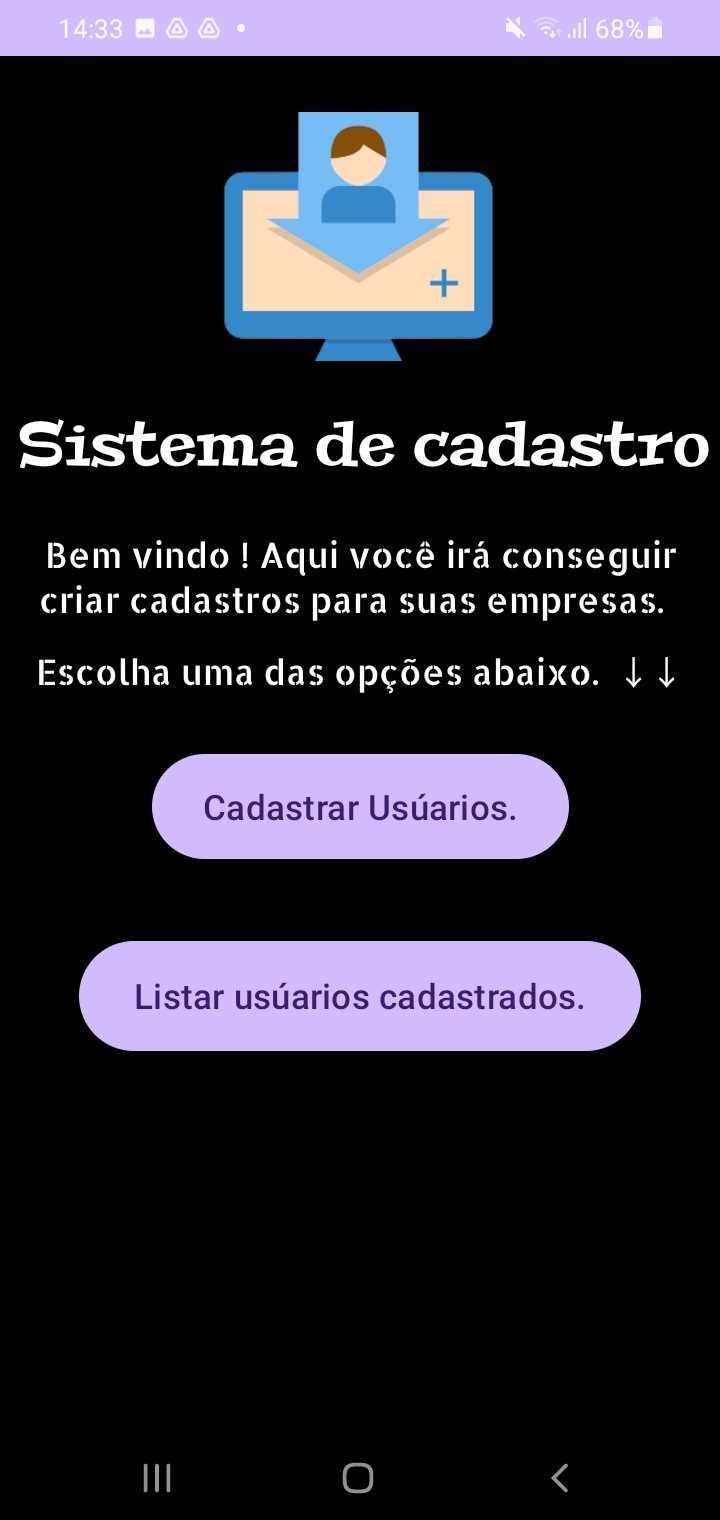 14:33
68%
Sistema de cadastro
Bem vindo ! Aqui você irá conseguir
criar cadastros para suas empresas.
Escolha uma das opções abaixo. ↓ ↓
Cadastrar Usúarios.
Listar usúarios cadastrados.